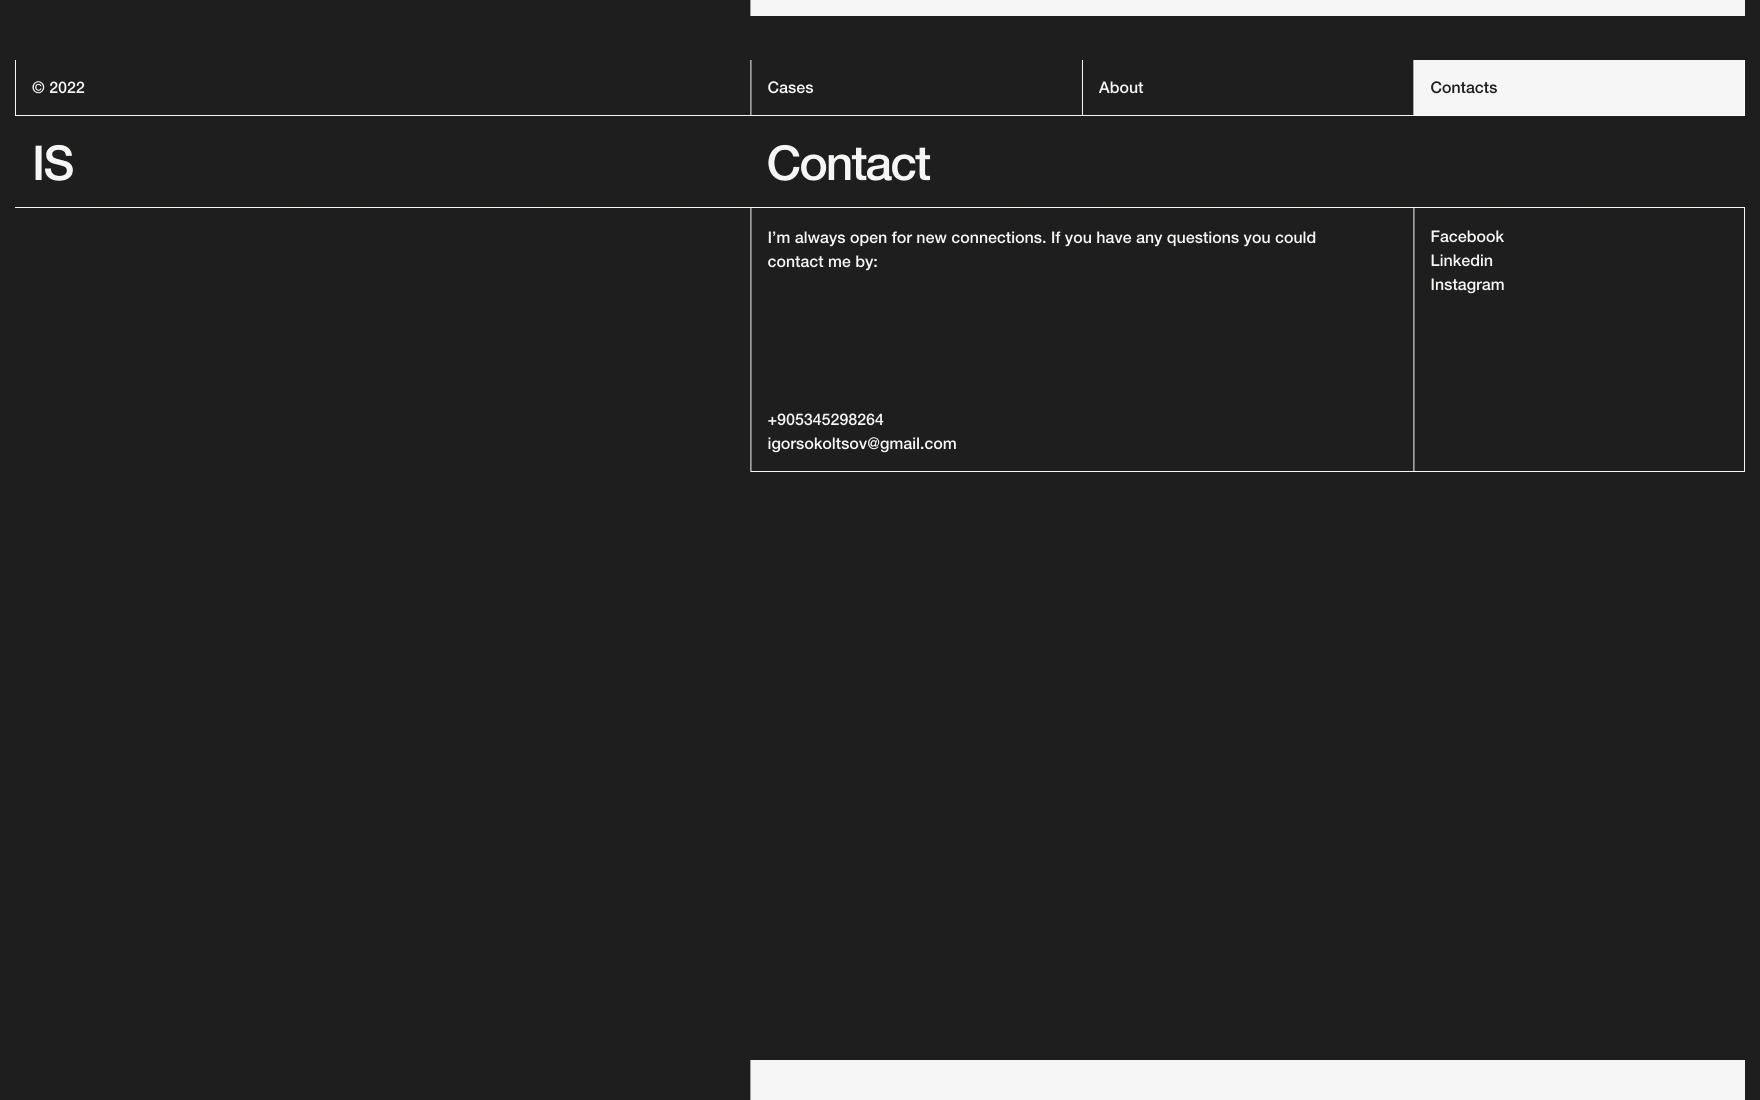 © 2022
Cases
About
Contacts
IS
Contact
I’m always open for new connections. If you have any questions you could
contact me by:
+905345298264
igorsokoltsov@gmail.com
Facebook
Linkedin
Instagram